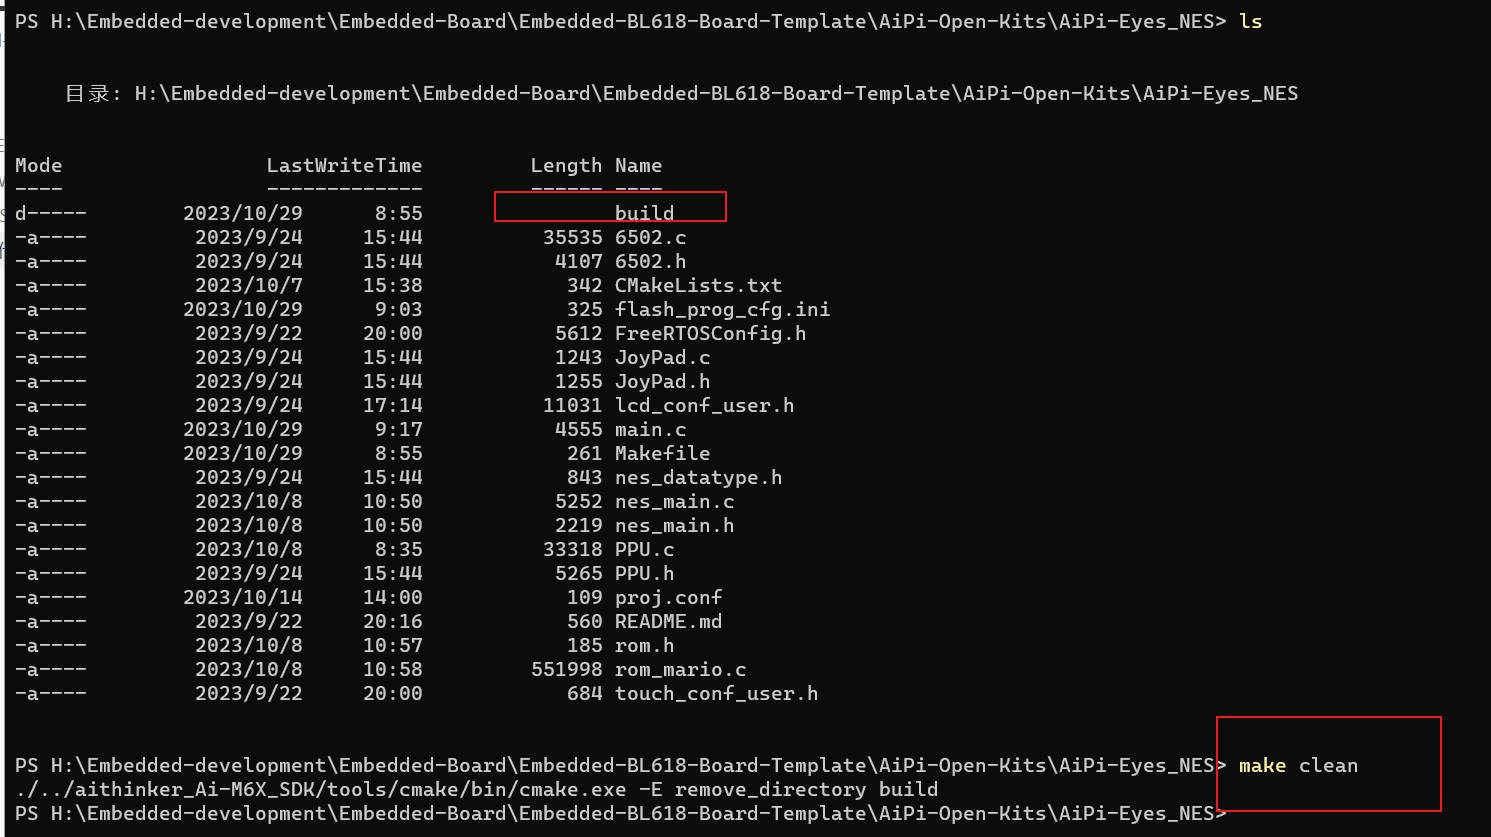 PS H:\Embedded-development\Embedded-Board\Embedded-BL618-Board-Template\AiPi-Open-Kits\AiPi-Eyes_NES> ls
目录: H:\Embedded-development\Embedded-Board\Embedded-BL618-Board-Template\AiPi-Open-Kits\AiPi-Eyes_NES
Mode LastWriteTime Length Name
---- ------------- ------ ----
d----- 2023/10/29 8:55 build
-a---- 2023/9/24 15:44 35535 6502.c
-a---- 2023/9/24 15:44 4107 6502.h
-a---- 2023/10/7 15:38 342 CMakeLists.txt
-a---- 2023/10/29 9:03 325 flash_prog_cfg.ini
-a---- 2023/9/22 20:00 5612 FreeRTOSConfig.h
-a---- 2023/9/24 15:44 1243 JoyPad.c
-a---- 2023/9/24 15:44 1255 JoyPad.h
-a---- 2023/9/24 17:14 11031 lcd_conf_user.h
-a---- 2023/10/29 9:17 4555 main.c
-a---- 2023/10/29 8:55 261 Makefile
-a---- 2023/9/24 15:44 843 nes_datatype.h
-a---- 2023/10/8 10:50 5252 nes_main.c
-a---- 2023/10/8 10:50 2219 nes_main.h
-a---- 2023/10/8 8:35 33318 PPU.c
-a---- 2023/9/24 15:44 5265 PPU.h
-a---- 2023/10/14 14:00 109 proj.conf
-a---- 2023/9/22 20:16 560 README.md
-a---- 2023/10/8 10:57 185 rom.h
-a---- 2023/10/8 10:58 551998 rom_mario.c
-a---- 2023/9/22 20:00 684 touch_conf_user.h
PS H:\Embedded-development\Embedded-Board\Embedded-BL618-Board-Template\AiPi-Open-Kits\AiPi-Eyes_NES> make clean
./../aithinker_Ai-M6X_SDK/tools/cmake/bin/cmake.exe -E remove_directory build
PS H:\Embedded-development\Embedded-Board\Embedded-BL618-Board-Template\AiPi-Open-Kits\AiPi-Eyes_NES>